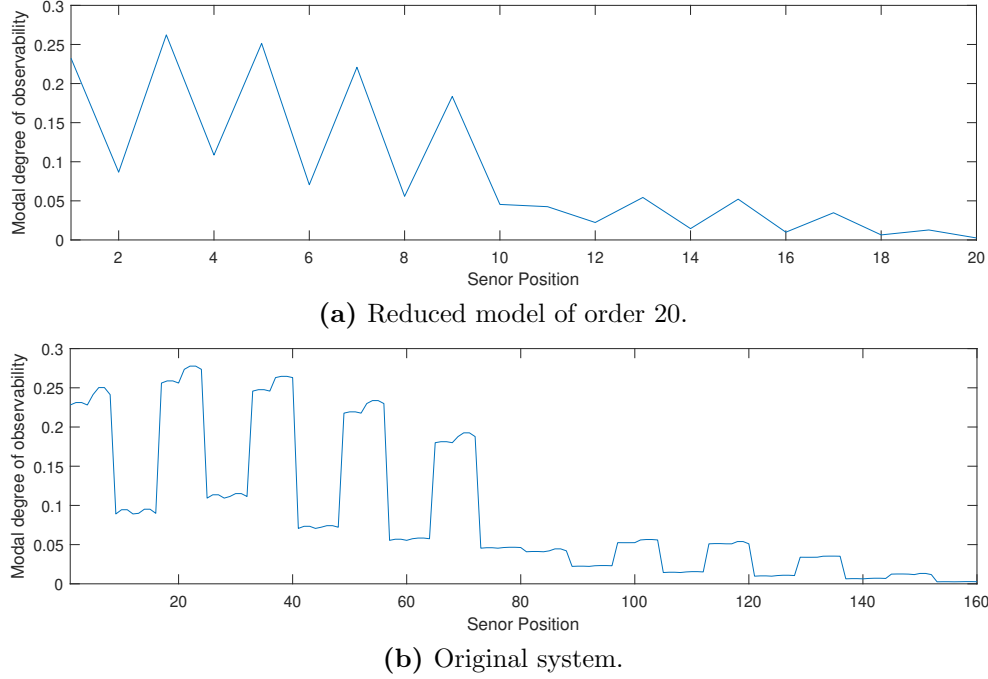 0.3
0.25
0.2
0.15
0.1
0.05
0
Modal degree of observability
2 4 6 8 10 12 14 16 18 20
Senor Position
(a) Reduced model of order 20.
0.3
0.25
0.2
0.15
0.1
0.05
0
Modal degree of observability
20 40 60 80 100 120 140 160
Senor Position
(b) Original system.